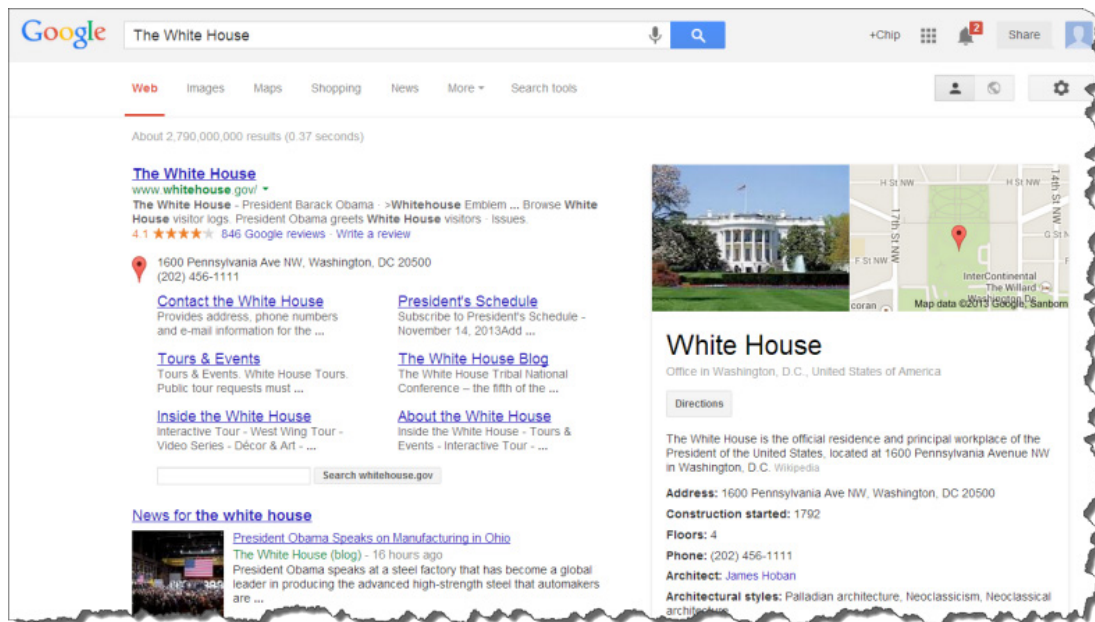 Google
The White House
+Chip
2
Share
Web Images Maps Shopping News More Search tools
About 2,790,000,000 results (0.37 seconds)
The White House
www.whitehouse.gov/
The White House - President Barack Obama · >Whitehouse Emblem ... Browse White
House visitor logs. President Obama greets White House visitors · Issues.
4.1 846 Google reviews · Write a review
1600 Pennsylvania Ave NW, Washington, DC 20500
(202) 456-1111
Contact the White House
Provides address, phone numbers
and e-mail information for the ...
President's Schedule
Subscribe to President's Schedule -
November 14, 2013Add ...
Tours & Events
Tours & Events. White House Tours.
Public tour requests must ...
The White House Blog
The White House Tribal National
Conference – the fifth of the ...
Inside the White House
Interactive Tour - West Wing Tour -
Video Series - Décor & Art - ...
About the White House
Inside the White House - Tours &
Events - Interactive Tour - ...
Search whitehouse.gov
News for the white house
President Obama Speaks on Manufacturing in Ohio
The White House (blog) - 16 hours ago
President Obama speaks at a steel factory that has become a global
leader in producing the advanced high-strength steel that automakers
are ...
H St NW
H St NW
14th St NW
17th St NW
G St N
F St NW
F
InterContinental
The Willard
Washington Dc
coran
Map data ©2013 Google, Sanborn
White House
Office in Washington, D.C., United States of America
Directions
The White House is the official residence and principal workplace of the
President of the United States, located at 1600 Pennsylvania Avenue NW
in Washington, D.C. Wikipedia
Address: 1600 Pennsylvania Ave NW, Washington, DC 20500
Construction started: 1792
Floors: 4
Phone: (202) 456-1111
Architect: James Hoban
Architectural styles: Palladian architecture, Neoclassicism, Neoclassical
architecture